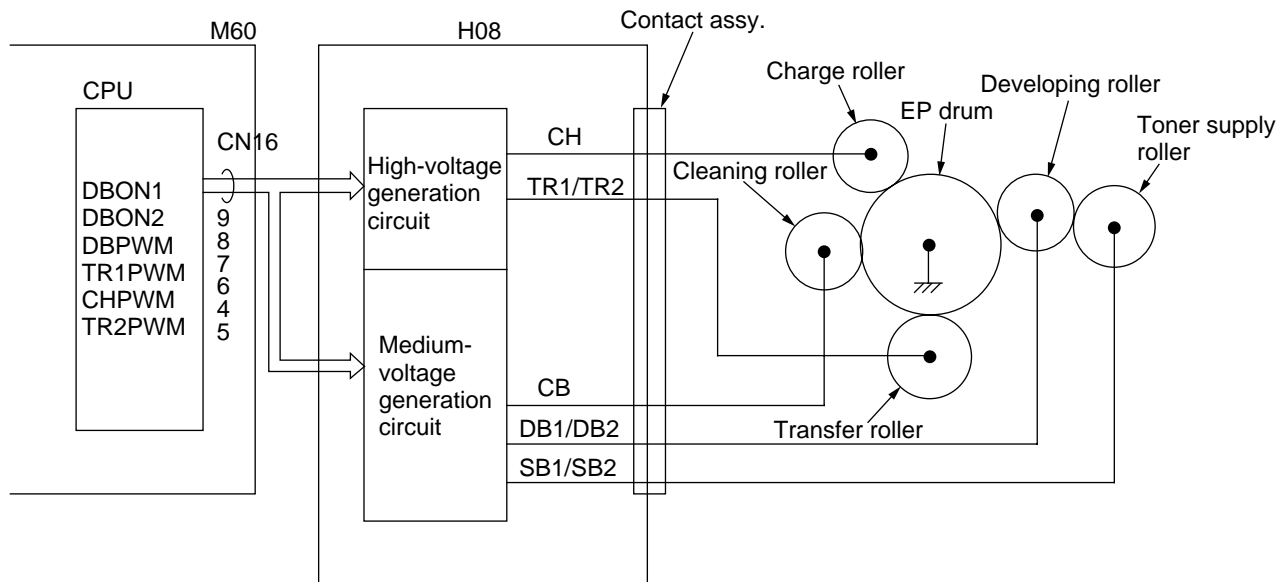 M60
H08
Contact assy.
CPU
CN16
DBON1
DBON2
DBPWM
TR1PWM
CHPWM
TR2PWM
9
8
7
6
4
5
High-voltage
generation
circuit
Medium-
voltage
generation
circuit
CH
TR1/TR2
CB
DB1/DB2
SB1/SB2
Charge roller
EP drum
Developing roller
Toner supply
roller
Cleaning roller
Transfer roller